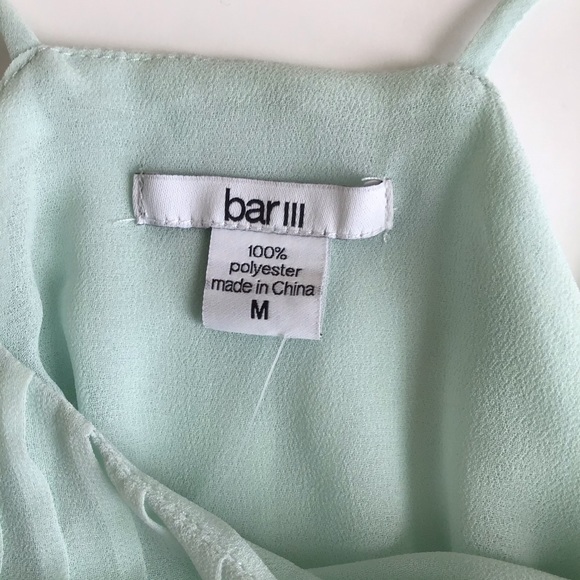 bar III
100%
polyester
made in China
M